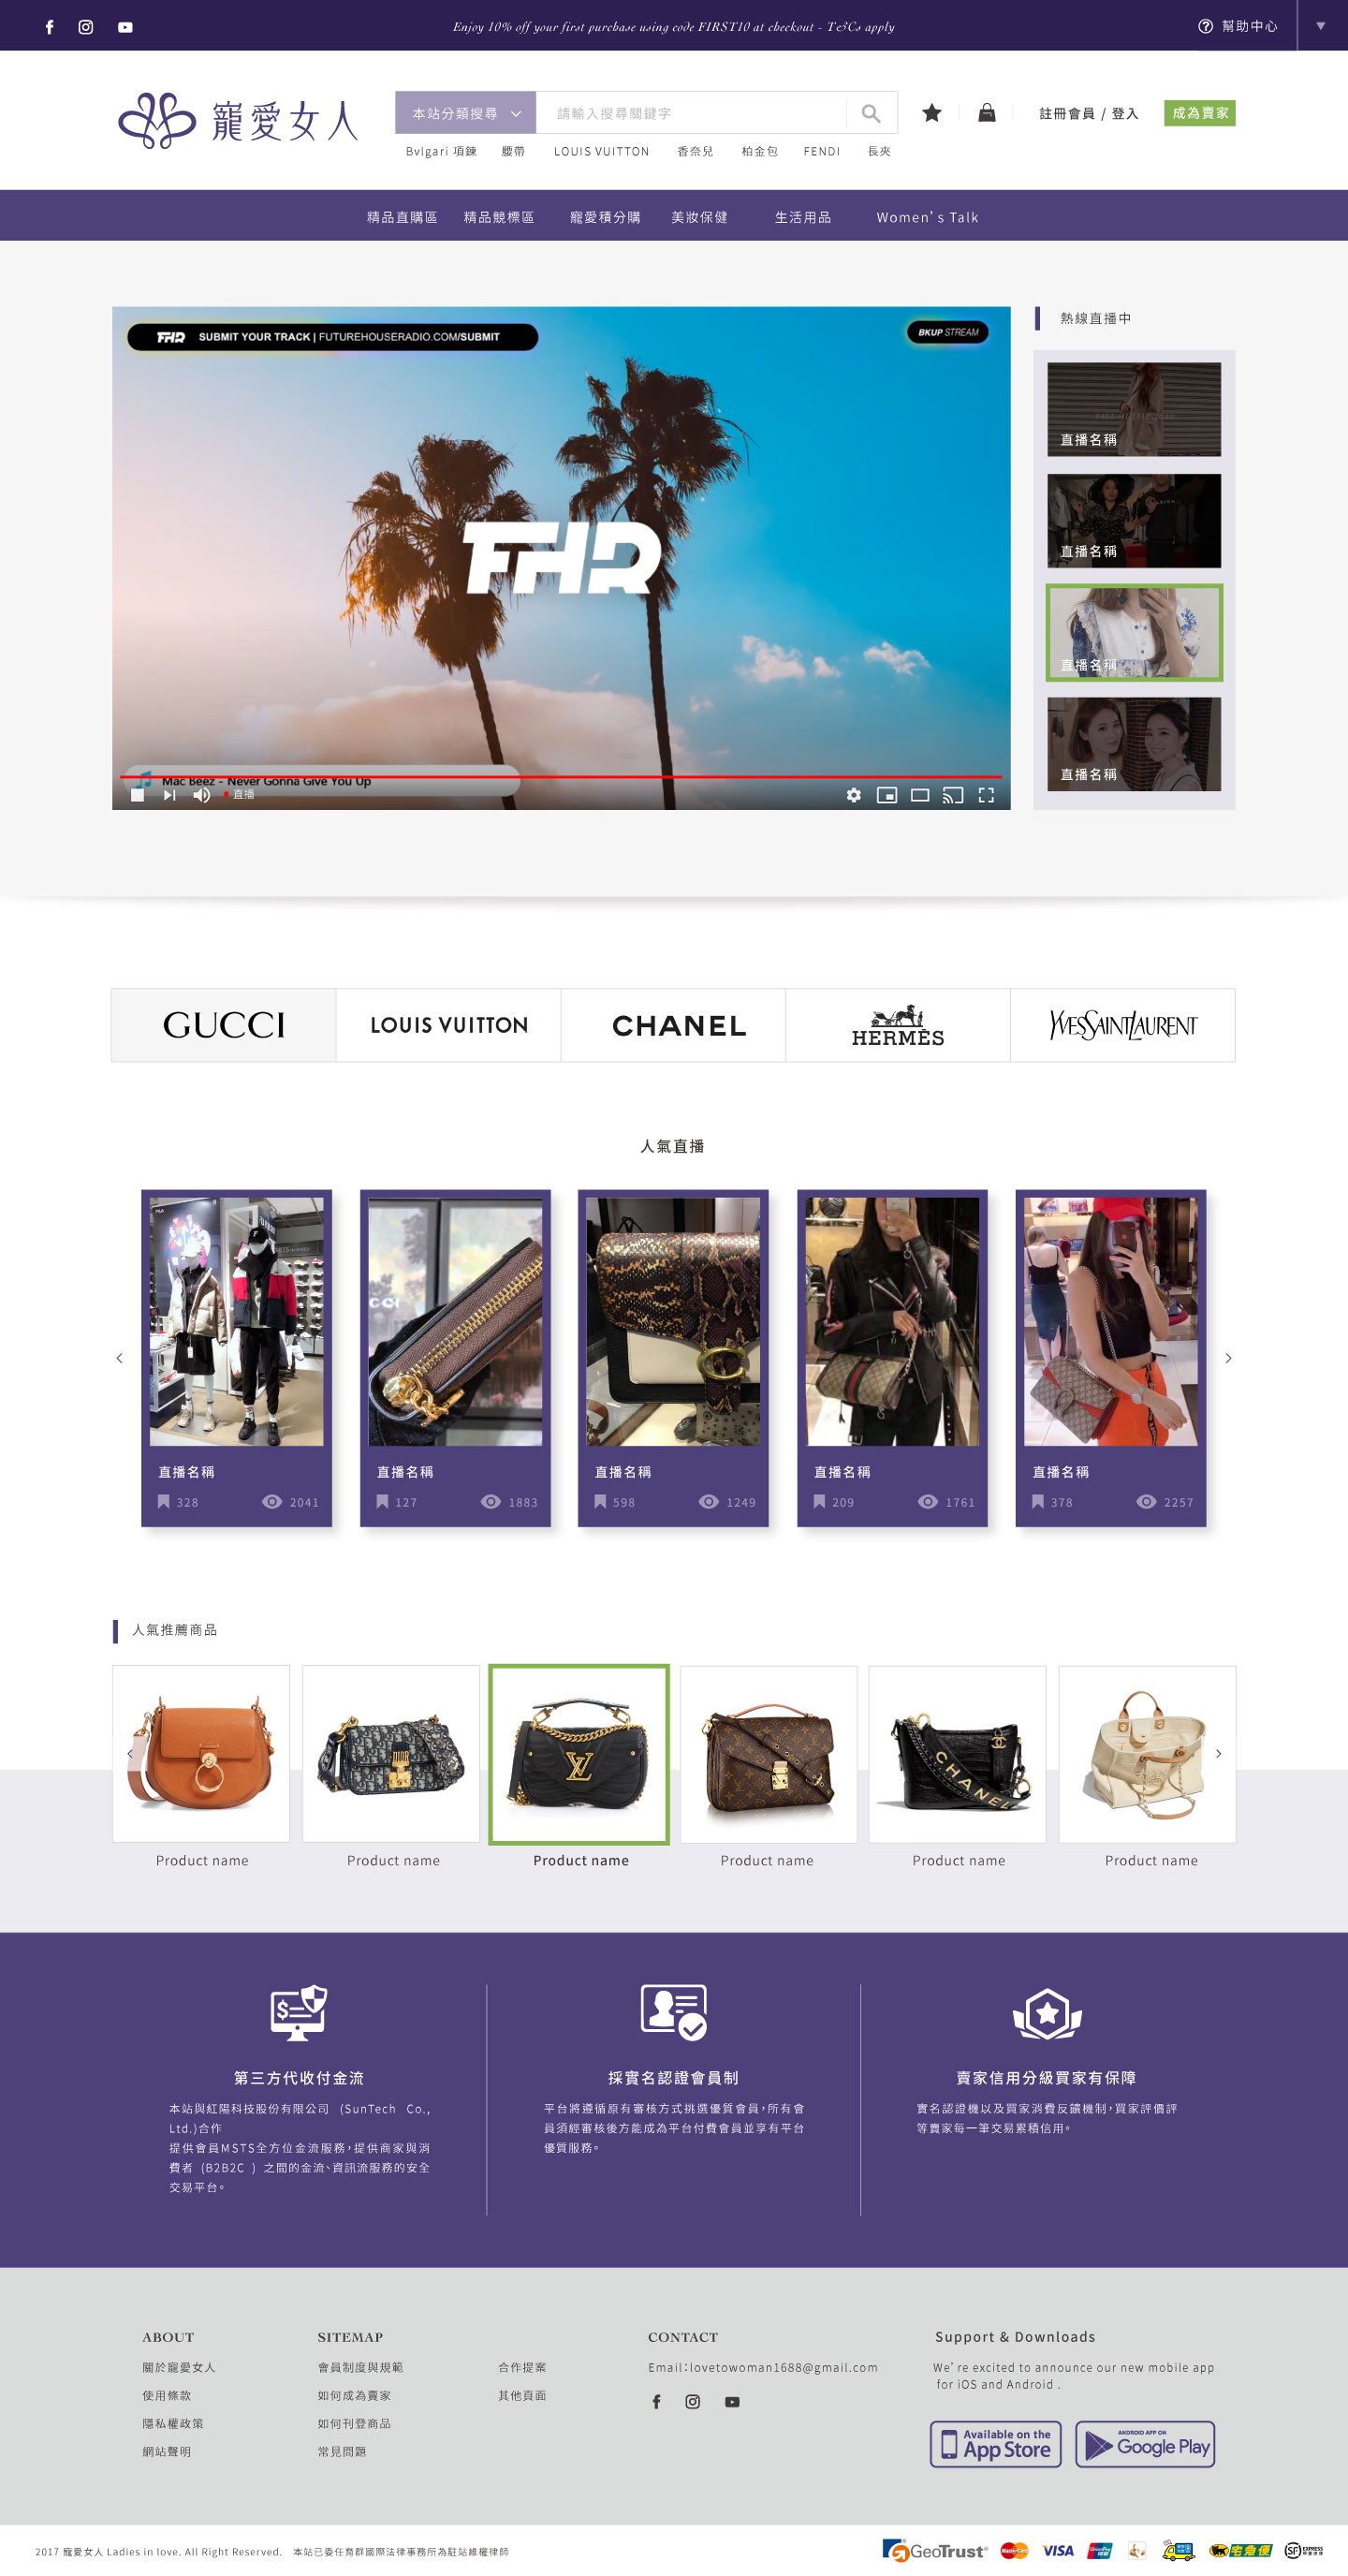 Enjoy 10% off your first purchase using code FIRST10 at checkout - T&Cs apply
幫助中心
寵愛女人
本站分類搜尋
請輸入搜尋關鍵字
註冊會員 / 登入
成為賣家
Bvlgari 項鍊 腰帶 LOUIS VUITTON 香奈兒 柏金包 FENDI 長夾
精品直購區 精品競標區 寵愛積分購 美妝保健 生活用品 Women's Talk
FHR SUBMIT YOUR TRACK | FUTUREHOUSERADIO.COM/SUBMIT
BKUP STREAM
FHR
Mac Beez - Never Gonna Give You Up
直播
熱線直播中
直播名稱
直播名稱
直播名稱
直播名稱
GUCCI
LOUIS VUITTON
CHANEL
HERMÈS
YVESSAINTLAURENT
人氣直播
直播名稱
328 2041
直播名稱
127 1883
直播名稱
598 1249
直播名稱
209 1761
直播名稱
378 2257
人氣推薦商品
CHANEL
Product name
Product name
Product name
Product name
Product name
Product name
第三方代收付金流
本站與紅陽科技股份有限公司 (SunTech Co.,
Ltd.)合作
提供會員MSTS全方位金流服務，提供商家與消
費者 (B2B2C ) 之間的金流、資訊流服務的安全
交易平台。
採實名認證會員制
平台將遵循原有審核方式挑選優質會員，所有會
員須經審核後方能成為平台付費會員並享有平台
優質服務。
賣家信用分級買家有保障
實名認證機以及買家消費反饋機制，買家評價評
等賣家每一筆交易累積信用。
ABOUT
關於寵愛女人
使用條款
隱私權政策
網站聲明
SITEMAP
會員制度與規範
如何成為賣家
如何刊登商品
常見問題
合作提案
其他頁面
CONTACT
Email：lovetowoman1688@gmail.com
Support & Downloads
We're excited to announce our new mobile app
for iOS and Android .
Available on the
App Store
ANDROID APP ON
Google Play
2017 寵愛女人 Ladies in love. All Right Reserved. 本站已委任育群國際法律事務所為駐站維權律師
GeoTrust
MasterCard
VISA
宅急便
SF EXPRESS